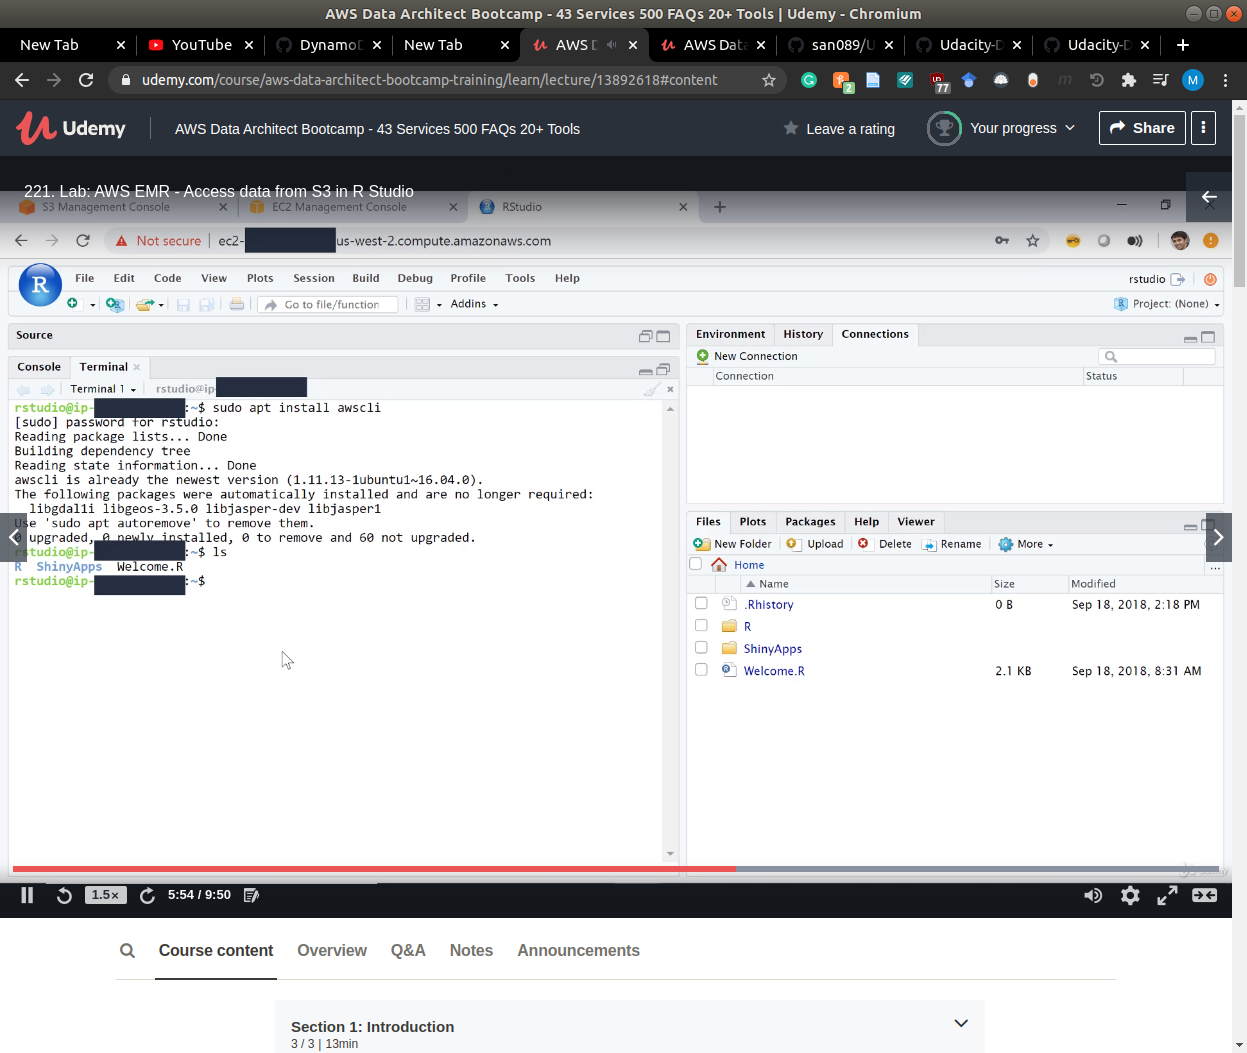 AWS Data Architect Bootcamp - 43 Services 500 FAQs 20+ Tools | Udemy - Chromium
New Tab YouTube Dynamo New Tab AWS AWS Data san089/U Udacity-D Udacity-D
udemy.com/course/aws-data-architect-bootcamp-training/learn/lecture/13892618#content
2 77 m M
Udemy AWS Data Architect Bootcamp - 43 Services 500 FAQs 20+ Tools Leave a rating Your progress Share
221. Lab: AWS EMR - Access data from S3 in R Studio
S3 Management Console EC2 Management Console RStudio
Not secure | ec2- us-west-2.compute.amazonaws.com
R File Edit Code View Plots Session Build Debug Profile Tools Help rstudio
Go to file/function Addins Project: (None)
Source
Console Terminal
Terminal 1 rstudio@ip-
rstudio@ip- :~$ sudo apt install awscli
[sudo] password for rstudio:
Reading package lists... Done
Building dependency tree
Reading state information... Done
awscli is already the newest version (1.11.13-1ubuntu1~16.04.0).
The following packages were automatically installed and are no longer required:
libgdal1i libgeos-3.5.0 libjasper-dev libjasper1
Use 'sudo apt autoremove' to remove them.
0 upgraded, 0 newly installed, 0 to remove and 60 not upgraded.
rstudio@ip- :~$ ls
R ShinyApps Welcome.R
rstudio@ip- :~$
Environment History Connections
New Connection
Connection Status
Files Plots Packages Help Viewer
New Folder Upload Delete Rename More
Home ...
Name Size Modified
.Rhistory 0 B Sep 18, 2018, 2:18 PM
R
ShinyApps
Welcome.R 2.1 KB Sep 18, 2018, 8:31 AM
1.5× 5:54 / 9:50
Course content Overview Q&A Notes Announcements
Section 1: Introduction
3 / 3 | 13min